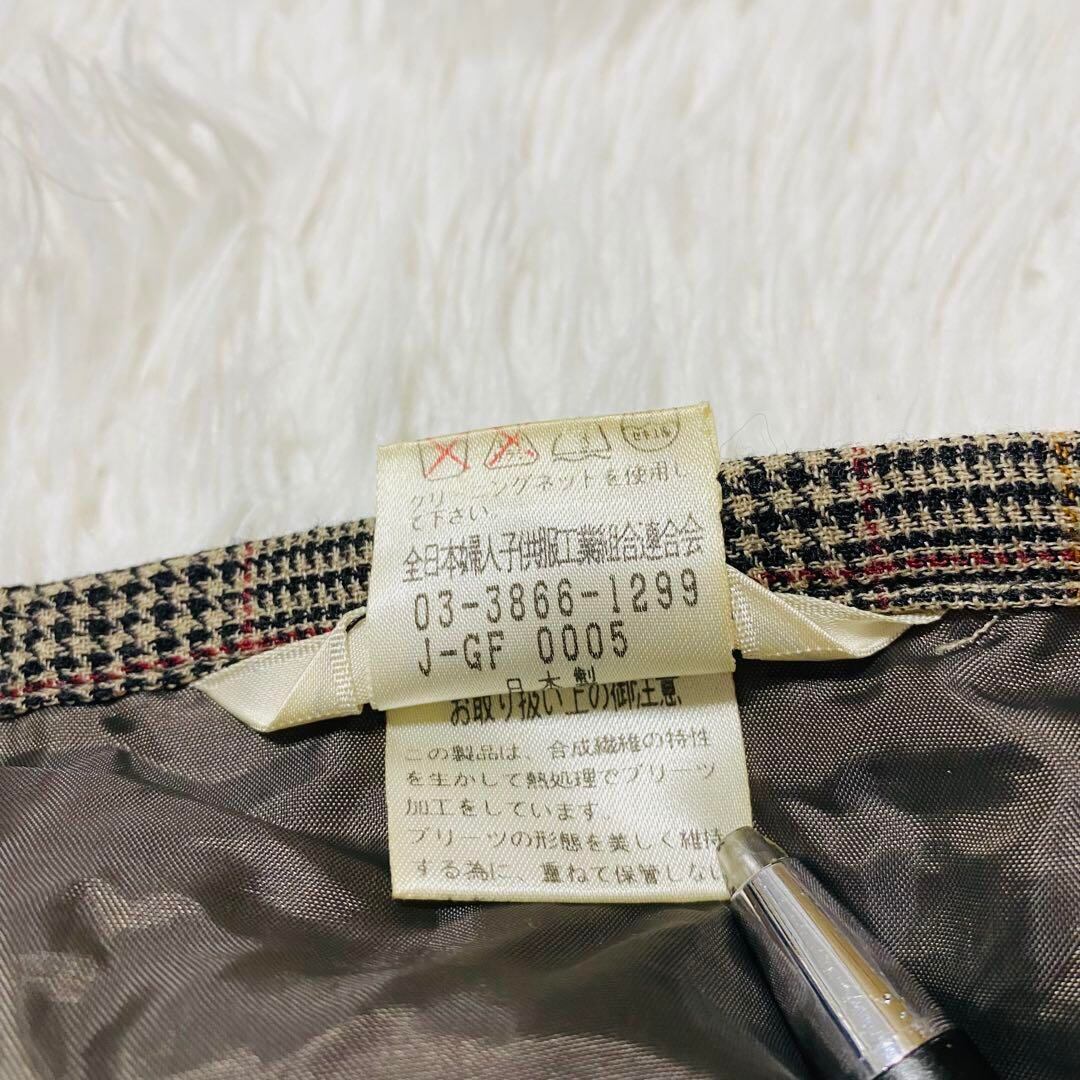 クリーニングネットを使用し
て下さい.
全日本婦人子供服工業組合連合会
03-3866-1299
J-GF 0005
日本製
お取り扱い上の御注意
この製品は、合成繊維の特性
を生かして熱処理でプリーツ
加工をしています。
プリーツの形態を美しく維持
する為に、重ねて保管しない